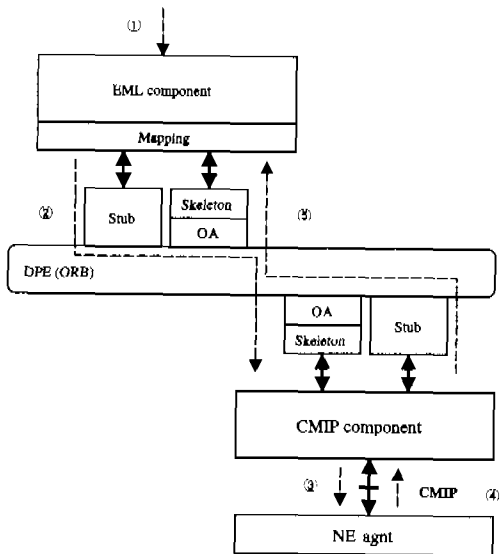 ①
EML component
Mapping
②
Stub
Skeleton
OA
⑤
DPE (ORB)
OA
Skeleton
Stub
CMIP component
③
CMIP
④
NE agnt